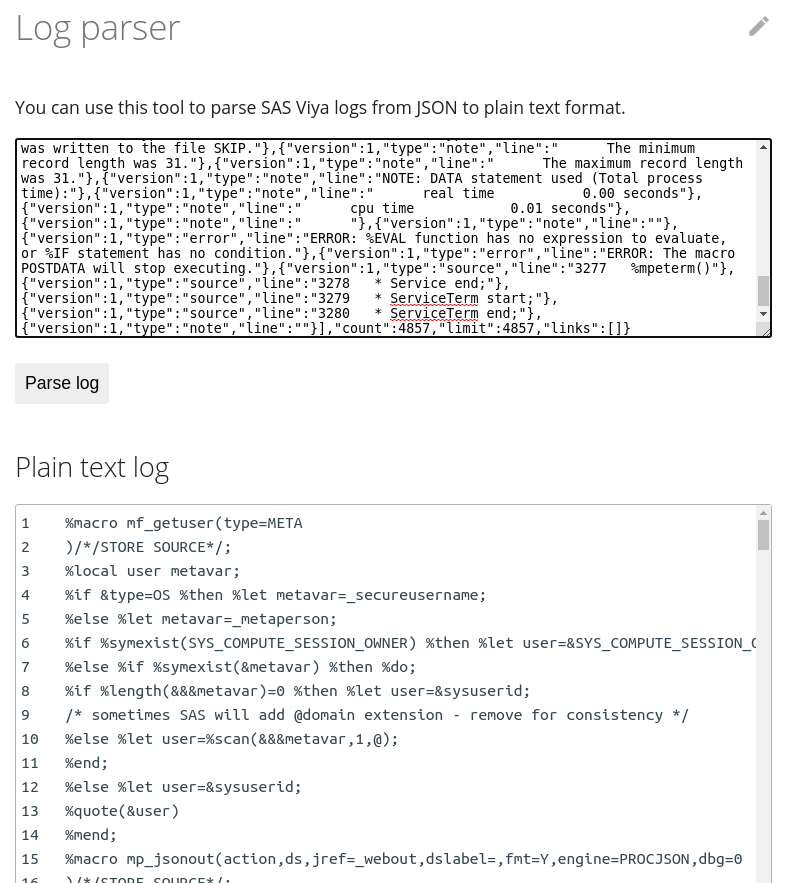 Log parser
You can use this tool to parse SAS Viya logs from JSON to plain text format.
was written to the file SKIP."},{"version":1,"type":"note","line":"      The minimum
record length was 31."},{"version":1,"type":"note","line":"      The maximum record length
was 31."},{"version":1,"type":"note","line":"NOTE: DATA statement used (Total process
time):"},{"version":1,"type":"note","line":"      real time           0.00 seconds"},
{"version":1,"type":"note","line":"      cpu time            0.01 seconds"},
{"version":1,"type":"note","line":"      "},{"version":1,"type":"note","line":""},
{"version":1,"type":"error","line":"ERROR: %EVAL function has no expression to evaluate,
or %IF statement has no condition."},{"version":1,"type":"error","line":"ERROR: The macro
POSTDATA will stop executing."},{"version":1,"type":"source","line":"3277   %mpeterm()"},
{"version":1,"type":"source","line":"3278   * Service end;"},
{"version":1,"type":"source","line":"3279   * ServiceTerm start;"},
{"version":1,"type":"source","line":"3280   * ServiceTerm end;"},
{"version":1,"type":"note","line":""}],"count":4857,"limit":4857,"links":[]}
Parse log
Plain text log
1    %macro mf_getuser(type=META
2    )/*/STORE SOURCE*/;
3    %local user metavar;
4    %if &type=OS %then %let metavar=_secureusername;
5    %else %let metavar=_metaperson;
6    %if %symexist(SYS_COMPUTE_SESSION_OWNER) %then %let user=&SYS_COMPUTE_SESSION_O
7    %else %if %symexist(&metavar) %then %do;
8    %if %length(&&&metavar)=0 %then %let user=&sysuserid;
9    /* sometimes SAS will add @domain extension - remove for consistency */
10   %else %let user=%scan(&&&metavar,1,@);
11   %end;
12   %else %let user=&sysuserid;
13   %quote(&user)
14   %mend;
15   %macro mp_jsonout(action,ds,jref=_webout,dslabel=,fmt=Y,engine=PROCJSON,dbg=0
16   )/*/STORE SOURCE*/;